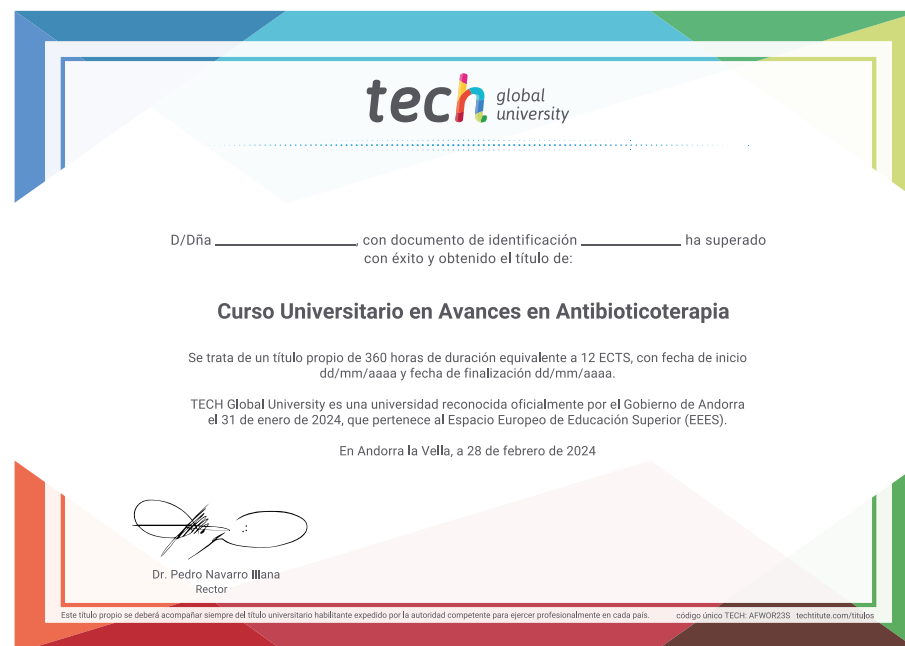 tech global university
D/Dña , con documento de identificación ha superado
con éxito y obtenido el título de:
Curso Universitario en Avances en Antibioticoterapia
Se trata de un título propio de 360 horas de duración equivalente a 12 ECTS, con fecha de inicio
dd/mm/aaaa y fecha de finalización dd/mm/aaaa.
TECH Global University es una universidad reconocida oficialmente por el Gobierno de Andorra
el 31 de enero de 2024, que pertenece al Espacio Europeo de Educación Superior (EEES).
En Andorra la Vella, a 28 de febrero de 2024
Dr. Pedro Navarro Illana
Rector
Este título propio se deberá acompañar siempre del título universitario habilitante expedido por la autoridad competente para ejercer profesionalmente en cada país. código único TECH: AFWOR23S techtitute.com/titulos